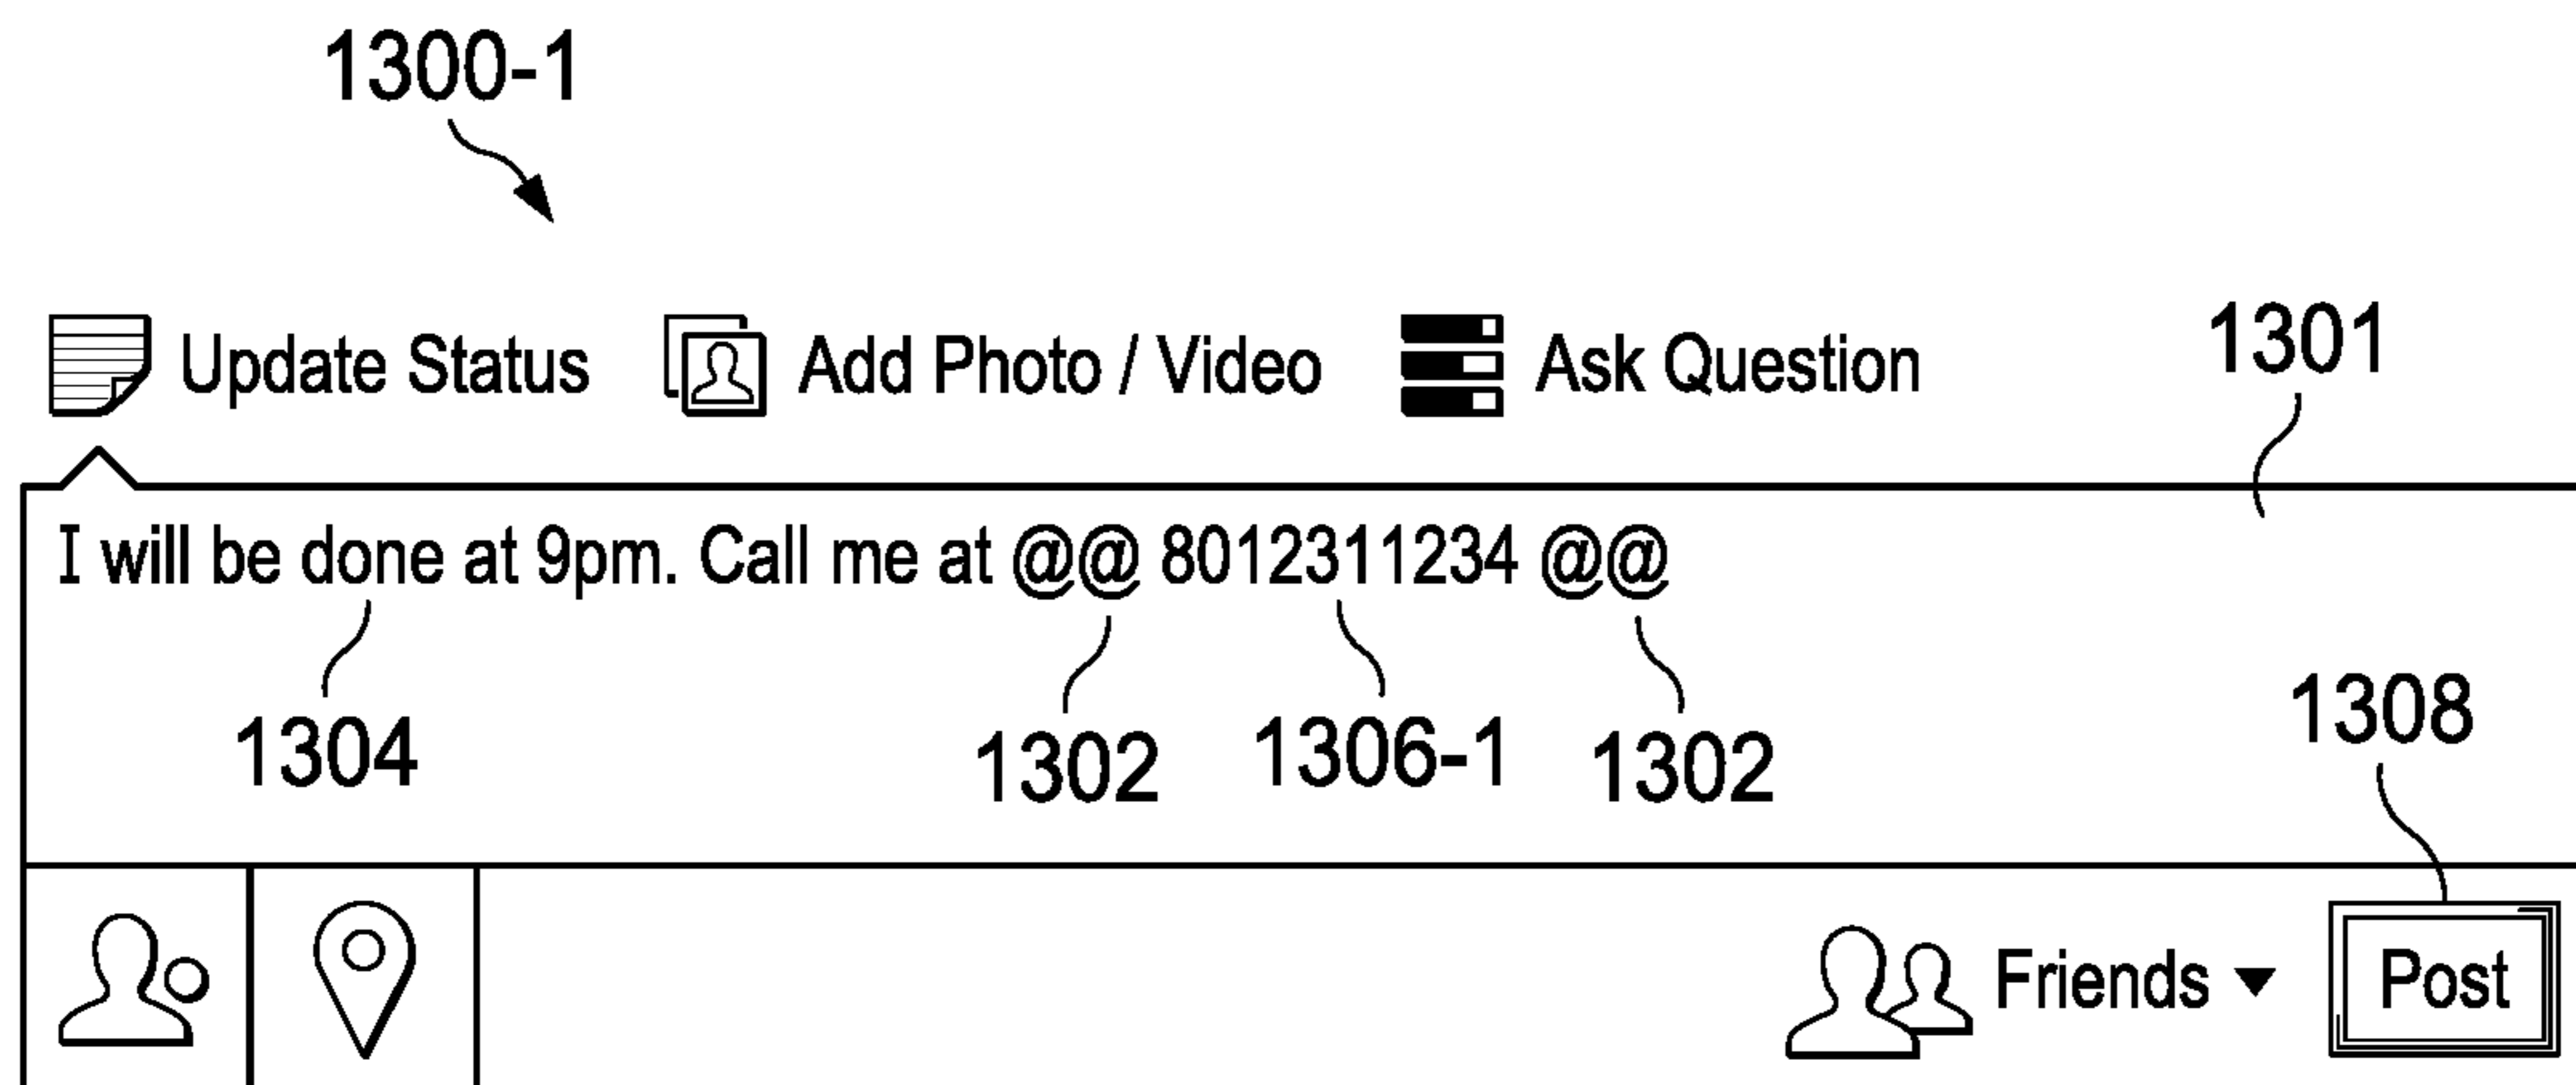 1300-1
Update Status Add Photo / Video Ask Question 1301
I will be done at 9pm. Call me at @@ 8012311234 @@
1304 1302 1306-1 1302 1308
Friends Post